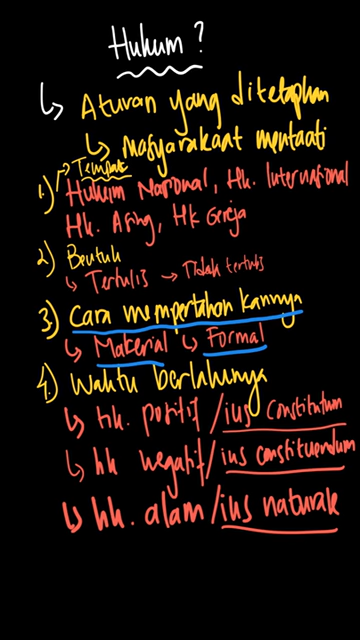 Hukum ?
↳ Aturan yang ditetapkan
↳ masyarakaat mentaati
→ Tempat
1.) Hukum Nasional, Hk. Internasional
Hk. Asing, Hk Gereja
2) Bentuk
↳ Tertulis → Tidak tertulis
3.) Cara mempertahankannya
↳ Material ↳ Formal
4.) Waktu berlakunya
↳ hk. positif / ius constitutum
↳ hk negatif / ius constituendum
↳ hk. alam / ius naturale